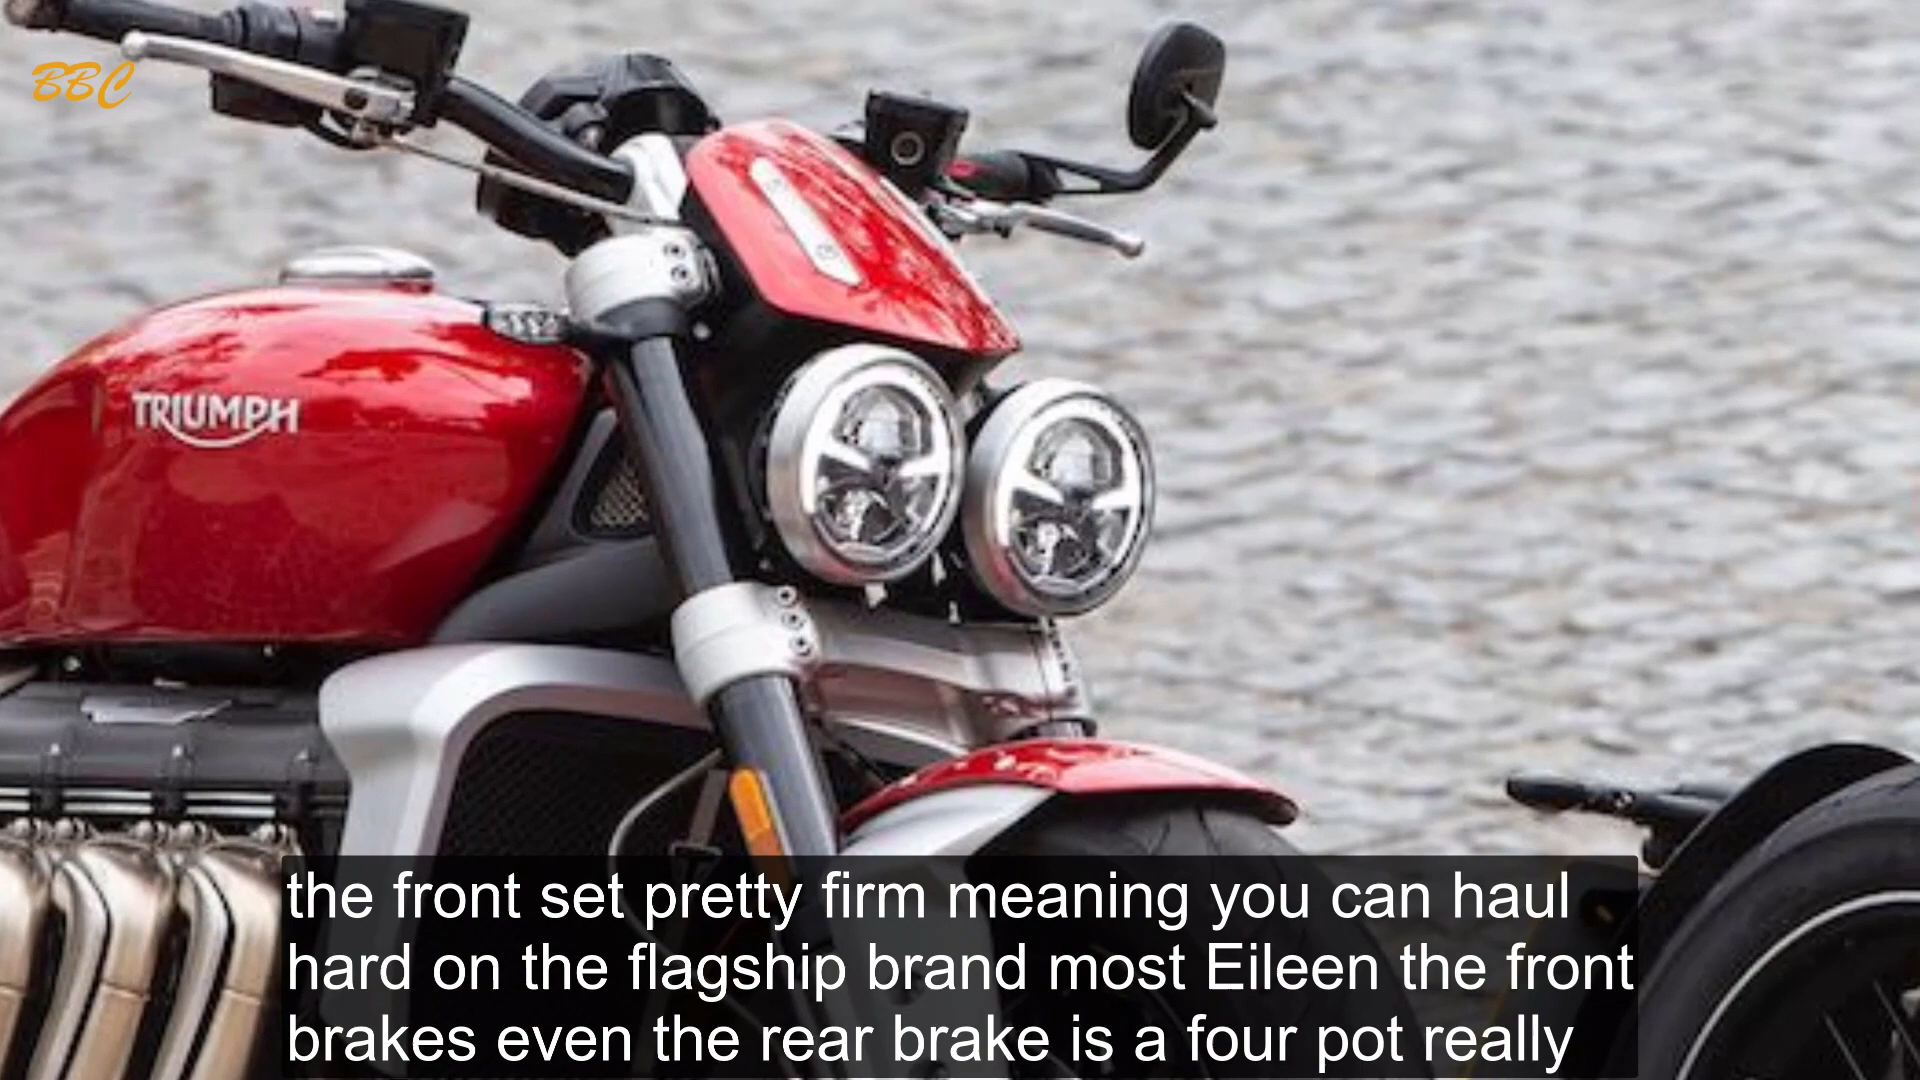 BBC
TRIUMPH
the front set pretty firm meaning you can haul
hard on the flagship brand most Eileen the front
brakes even the rear brake is a four pot really